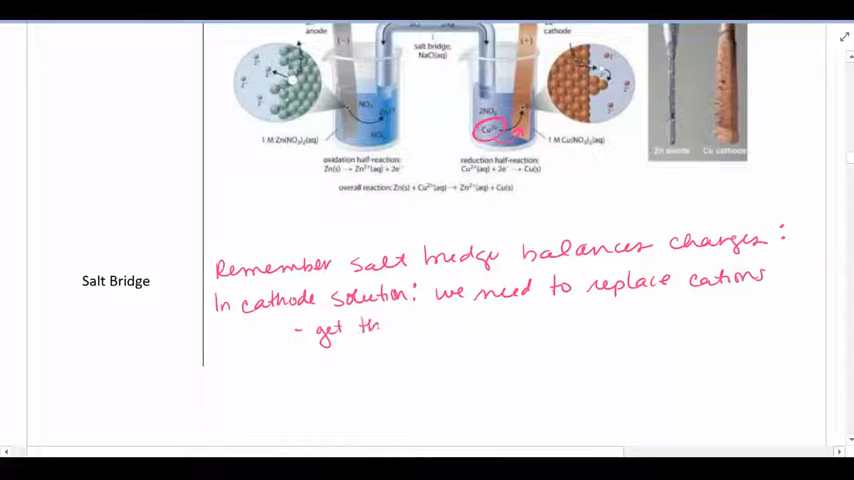 anode
(−)
salt bridge,
NaCl(aq)
(+)
cathode
NO₃
NO₃
2NO₃
Cu²⁺
1 M Zn(NO₃)₂(aq)
1 M Cu(NO₃)₂(aq)
Zn anode
Cu cathode
oxidation half-reaction:
Zn(s) → Zn²⁺(aq) + 2e⁻
reduction half-reaction:
Cu²⁺(aq) + 2e⁻ → Cu(s)
overall reaction: Zn(s) + Cu²⁺(aq) → Zn²⁺(aq) + Cu(s)
Remember salt bridge balances charges:
Salt Bridge
In cathode solution: we need to replace cations
- get th